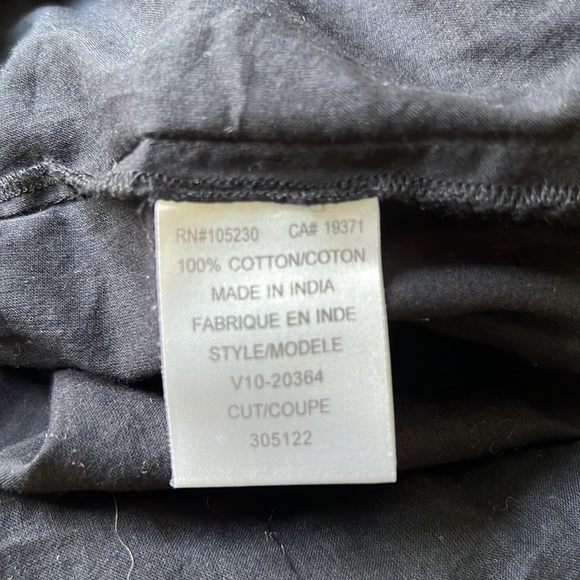 RN#105230 CA# 19371
100% COTTON/COTON
MADE IN INDIA
FABRIQUE EN INDE
STYLE/MODELE
V10-20364
CUT/COUPE
305122